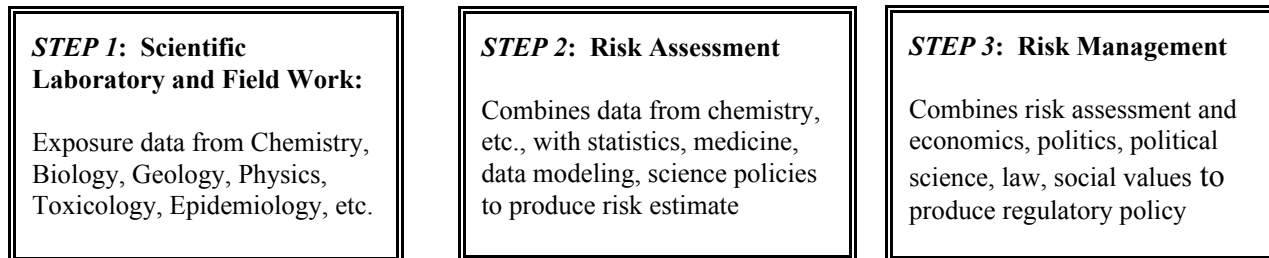 STEP 1: Scientific
Laboratory and Field Work:
Exposure data from Chemistry,
Biology, Geology, Physics,
Toxicology, Epidemiology, etc.
STEP 2: Risk Assessment
Combines data from chemistry,
etc., with statistics, medicine,
data modeling, science policies
to produce risk estimate
STEP 3: Risk Management
Combines risk assessment and
economics, politics, political
science, law, social values to
produce regulatory policy